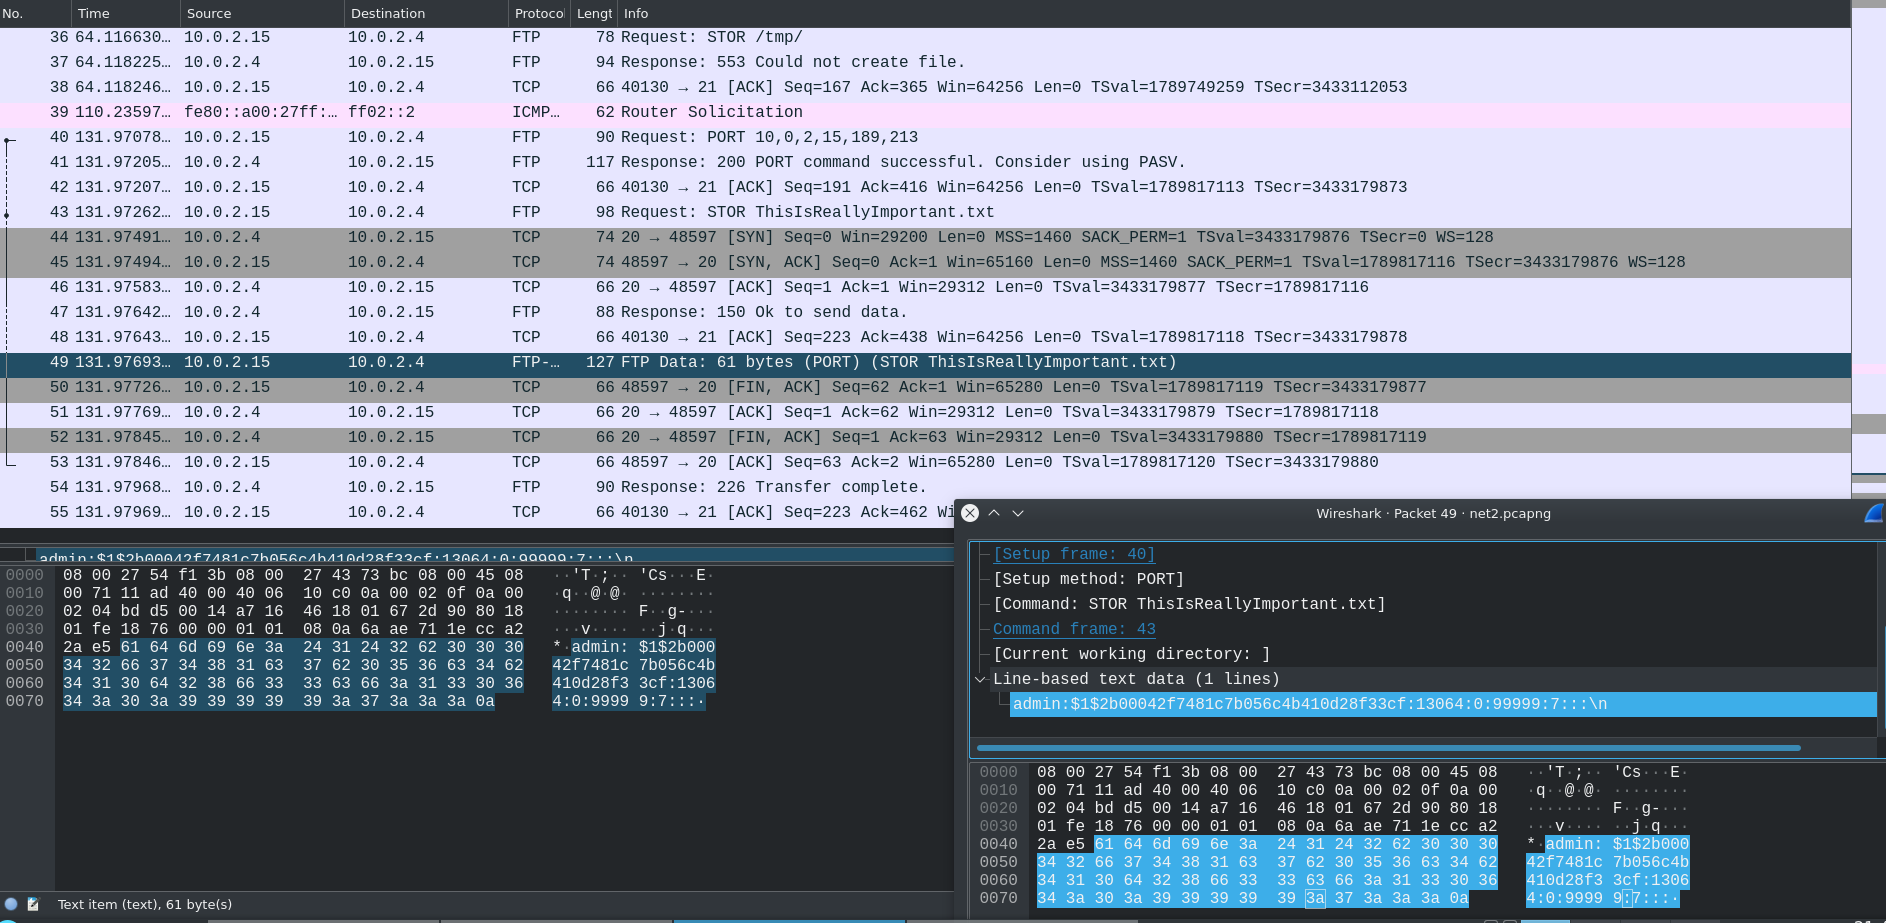 No. Time Source Destination Protocol Lengt Info
36 64.116630… 10.0.2.15 10.0.2.4 FTP 78 Request: STOR /tmp/
37 64.118225… 10.0.2.4 10.0.2.15 FTP 94 Response: 553 Could not create file.
38 64.118246… 10.0.2.15 10.0.2.4 TCP 66 40130 → 21 [ACK] Seq=167 Ack=365 Win=64256 Len=0 TSval=1789749259 TSecr=3433112053
39 110.23597… fe80::a00:27ff:… ff02::2 ICMP… 62 Router Solicitation
40 131.97078… 10.0.2.15 10.0.2.4 FTP 90 Request: PORT 10,0,2,15,189,213
41 131.97205… 10.0.2.4 10.0.2.15 FTP 117 Response: 200 PORT command successful. Consider using PASV.
42 131.97207… 10.0.2.15 10.0.2.4 TCP 66 40130 → 21 [ACK] Seq=191 Ack=416 Win=64256 Len=0 TSval=1789817113 TSecr=3433179873
43 131.97262… 10.0.2.15 10.0.2.4 FTP 98 Request: STOR ThisIsReallyImportant.txt
44 131.97491… 10.0.2.4 10.0.2.15 TCP 74 20 → 48597 [SYN] Seq=0 Win=29200 Len=0 MSS=1460 SACK_PERM=1 TSval=3433179876 TSecr=0 WS=128
45 131.97494… 10.0.2.15 10.0.2.4 TCP 74 48597 → 20 [SYN, ACK] Seq=0 Ack=1 Win=65160 Len=0 MSS=1460 SACK_PERM=1 TSval=1789817116 TSecr=3433179876 WS=128
46 131.97583… 10.0.2.4 10.0.2.15 TCP 66 20 → 48597 [ACK] Seq=1 Ack=1 Win=29312 Len=0 TSval=3433179877 TSecr=1789817116
47 131.97642… 10.0.2.4 10.0.2.15 FTP 88 Response: 150 Ok to send data.
48 131.97643… 10.0.2.15 10.0.2.4 TCP 66 40130 → 21 [ACK] Seq=223 Ack=438 Win=64256 Len=0 TSval=1789817118 TSecr=3433179878
49 131.97693… 10.0.2.15 10.0.2.4 FTP-… 127 FTP Data: 61 bytes (PORT) (STOR ThisIsReallyImportant.txt)
50 131.97726… 10.0.2.15 10.0.2.4 TCP 66 48597 → 20 [FIN, ACK] Seq=62 Ack=1 Win=65280 Len=0 TSval=1789817119 TSecr=3433179877
51 131.97769… 10.0.2.4 10.0.2.15 TCP 66 20 → 48597 [ACK] Seq=1 Ack=62 Win=29312 Len=0 TSval=3433179879 TSecr=1789817118
52 131.97845… 10.0.2.4 10.0.2.15 TCP 66 20 → 48597 [FIN, ACK] Seq=1 Ack=63 Win=29312 Len=0 TSval=3433179880 TSecr=1789817119
53 131.97846… 10.0.2.15 10.0.2.4 TCP 66 48597 → 20 [ACK] Seq=63 Ack=2 Win=65280 Len=0 TSval=1789817120 TSecr=3433179880
54 131.97968… 10.0.2.4 10.0.2.15 FTP 90 Response: 226 Transfer complete.
55 131.97969… 10.0.2.15 10.0.2.4 TCP 66 40130 → 21 [ACK] Seq=223 Ack=462 Wi
admin:$1$2b00042f7481c7b056c4b410d28f33cf:13064:0:99999:7:::\n
0000 08 00 27 54 f1 3b 08 00 27 43 73 bc 08 00 45 08 ··'T·;·· 'Cs···E·
0010 00 71 11 ad 40 00 40 06 10 c0 0a 00 02 0f 0a 00 ·q··@·@· ········
0020 02 04 bd d5 00 14 a7 16 46 18 01 67 2d 90 80 18 ········ F··g-···
0030 01 fe 18 76 00 00 01 01 08 0a 6a ae 71 1e cc a2 ···v···· ··j·q···
0040 2a e5 61 64 6d 69 6e 3a 24 31 24 32 62 30 30 30 *·admin: $1$2b000
0050 34 32 66 37 34 38 31 63 37 62 30 35 36 63 34 62 42f7481c 7b056c4b
0060 34 31 30 64 32 38 66 33 33 63 66 3a 31 33 30 36 410d28f3 3cf:1306
0070 34 3a 30 3a 39 39 39 39 39 3a 37 3a 3a 3a 0a 4:0:9999 9:7:::·
Text item (text), 61 byte(s)
Wireshark · Packet 49 · net2.pcapng
[Setup frame: 40]
[Setup method: PORT]
[Command: STOR ThisIsReallyImportant.txt]
Command frame: 43
[Current working directory: ]
Line-based text data (1 lines)
admin:$1$2b00042f7481c7b056c4b410d28f33cf:13064:0:99999:7:::\n
0000 08 00 27 54 f1 3b 08 00 27 43 73 bc 08 00 45 08 ··'T·;·· 'Cs···E·
0010 00 71 11 ad 40 00 40 06 10 c0 0a 00 02 0f 0a 00 ·q··@·@· ········
0020 02 04 bd d5 00 14 a7 16 46 18 01 67 2d 90 80 18 ········ F··g-···
0030 01 fe 18 76 00 00 01 01 08 0a 6a ae 71 1e cc a2 ···v···· ··j·q···
0040 2a e5 61 64 6d 69 6e 3a 24 31 24 32 62 30 30 30 *·admin: $1$2b000
0050 34 32 66 37 34 38 31 63 37 62 30 35 36 63 34 62 42f7481c 7b056c4b
0060 34 31 30 64 32 38 66 33 33 63 66 3a 31 33 30 36 410d28f3 3cf:1306
0070 34 3a 30 3a 39 39 39 39 39 3a 37 3a 3a 3a 0a 4:0:9999 9:7:::·